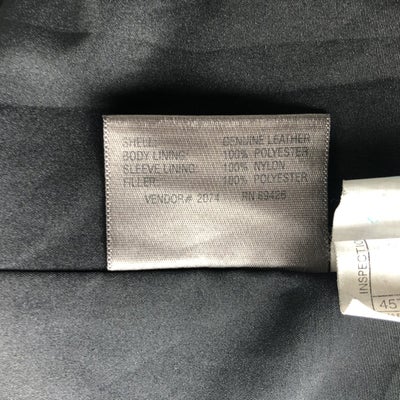 SHELL: GENUINE LEATHER
BODY LINING: 100% POLYESTER
SLEEVE LINING: 100% NYLON
FILLER: 100% POLYESTER
VENDOR# 2074 RN 69426
INSPECTION
457